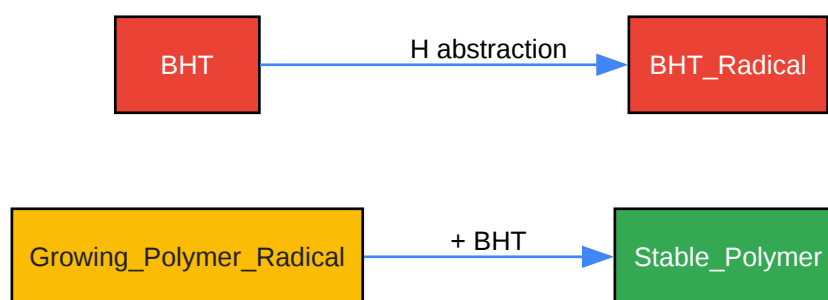 BHT
H abstraction
BHT_Radical
Growing_Polymer_Radical
+ BHT
Stable_Polymer